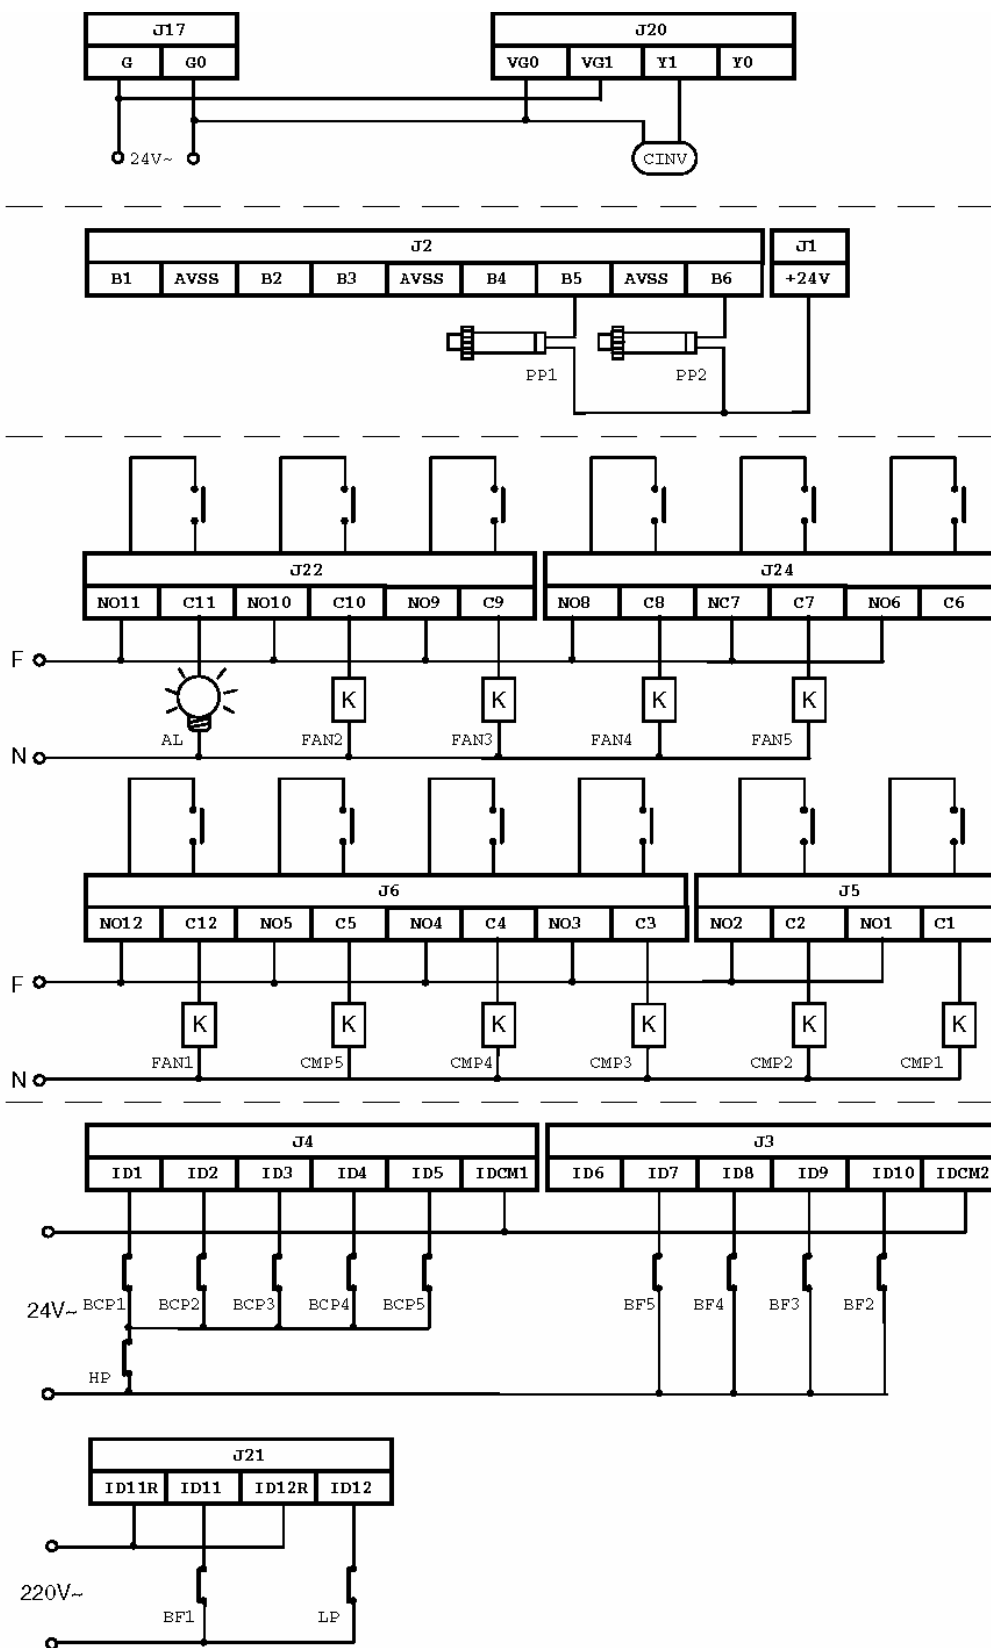 J17 J20
G G0 VG0 VG1 Y1 Y0
24V~ CINV
J2 J1
B1 AVSS B2 B3 AVSS B4 B5 AVSS B6 +24V
PP1 PP2
J22 J24
NO11 C11 NO10 C10 NO9 C9 NO8 C8 NC7 C7 NO6 C6
F
K K K K
AL FAN2 FAN3 FAN4 FAN5
N
J6 J5
NO12 C12 NO5 C5 NO4 C4 NO3 C3 NO2 C2 NO1 C1
F
K K K K K K
FAN1 CMP5 CMP4 CMP3 CMP2 CMP1
N
J4 J3
ID1 ID2 ID3 ID4 ID5 IDCM1 ID6 ID7 ID8 ID9 ID10 IDCM2
24V~ BCP1 BCP2 BCP3 BCP4 BCP5 BF5 BF4 BF3 BF2
HP
J21
ID11R ID11 ID12R ID12
220V~
BF1 LP